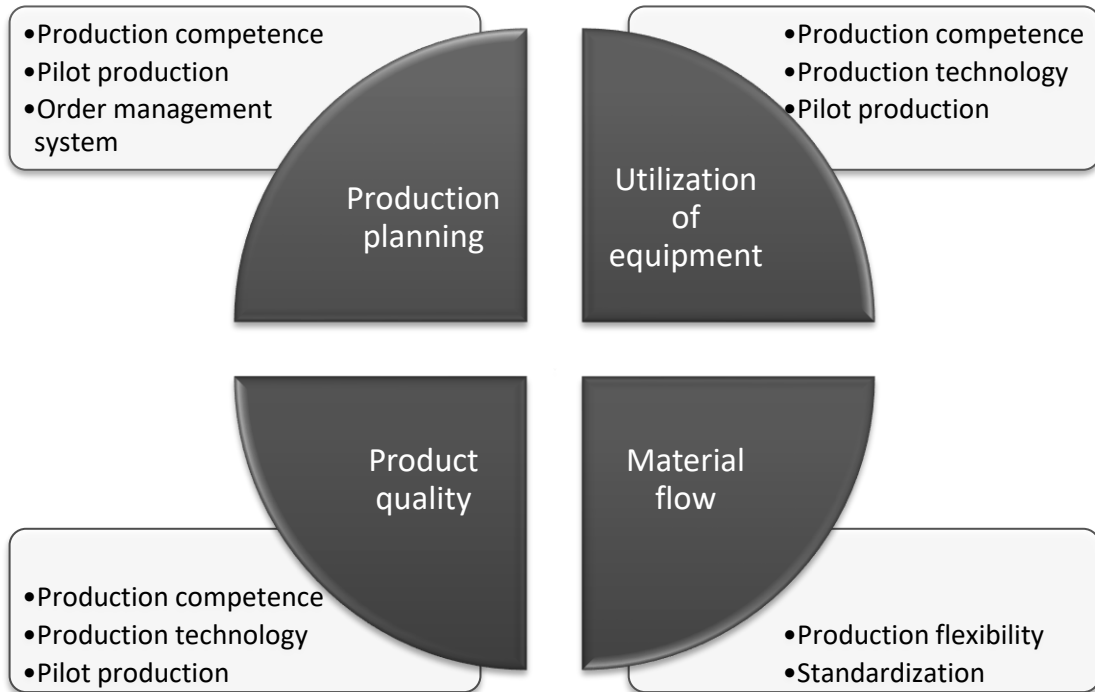 •Production competence
•Pilot production
•Order management
system
Production
planning
•Production competence
•Production technology
•Pilot production
Utilization
of
equipment
Product
quality
•Production competence
•Production technology
•Pilot production
Material
flow
•Production flexibility
•Standardization